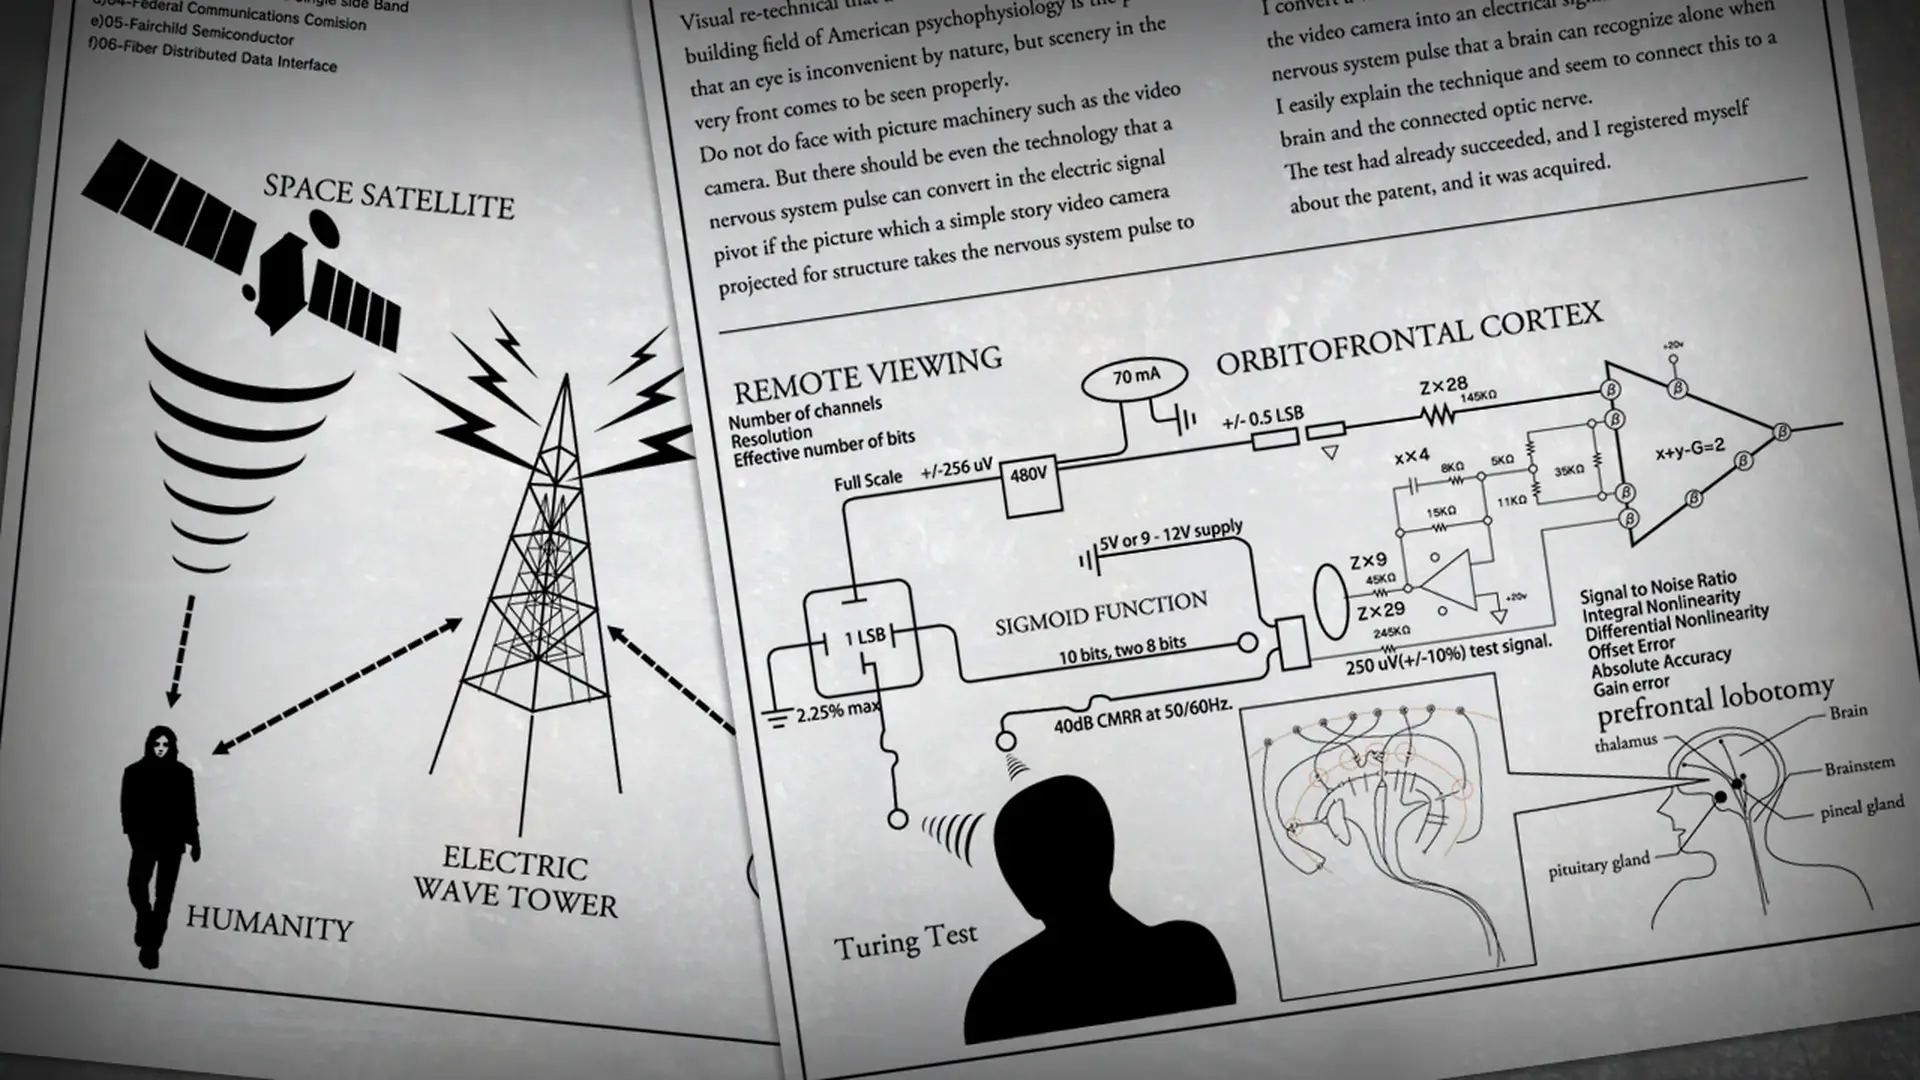 Side Band
d)04-Federal Communications Comision
e)05-Fairchild Semiconductor
f)06-Fiber Distributed Data Interface
SPACE SATELLITE
HUMANITY
ELECTRIC
WAVE TOWER
Visual re-technical that
building field of American psychophysiology is the
that an eye is inconvenient by nature, but scenery in the
very front comes to be seen properly.
Do not do face with picture machinery such as the video
camera. But there should be even the technology that a
nervous system pulse can convert in the electric signal
pivot if the picture which a simple story video camera
projected for structure takes the nervous system pulse to
I convert a
the video camera into an electrical
nervous system pulse that a brain can recognize alone when
I easily explain the technique and seem to connect this to a
brain and the connected optic nerve.
The test had already succeeded, and I registered myself
about the patent, and it was acquired.
REMOTE VIEWING
Number of channels
Resolution
Effective number of bits
ORBITOFRONTAL CORTEX
70 mA
Full Scale +/-256 uV
480V
+/- 0.5 LSB
Z×28
145KΩ
+20v
β
β
β
β
β
β
β
β
x+y-G=2
x×4
8KΩ
5KΩ
35KΩ
11KΩ
15KΩ
5V or 9 - 12V supply
Z×9
45KΩ
Z×29
245KΩ
+20v
1 LSB
SIGMOID FUNCTION
10 bits, two 8 bits
250 uV(+/-10%) test signal.
2.25% max
40dB CMRR at 50/60Hz.
Signal to Noise Ratio
Integral Nonlinearity
Differential Nonlinearity
Offset Error
Absolute Accuracy
Gain error
prefrontal lobotomy
thalamus
Brain
Brainstem
pineal gland
pituitary gland
Turing Test